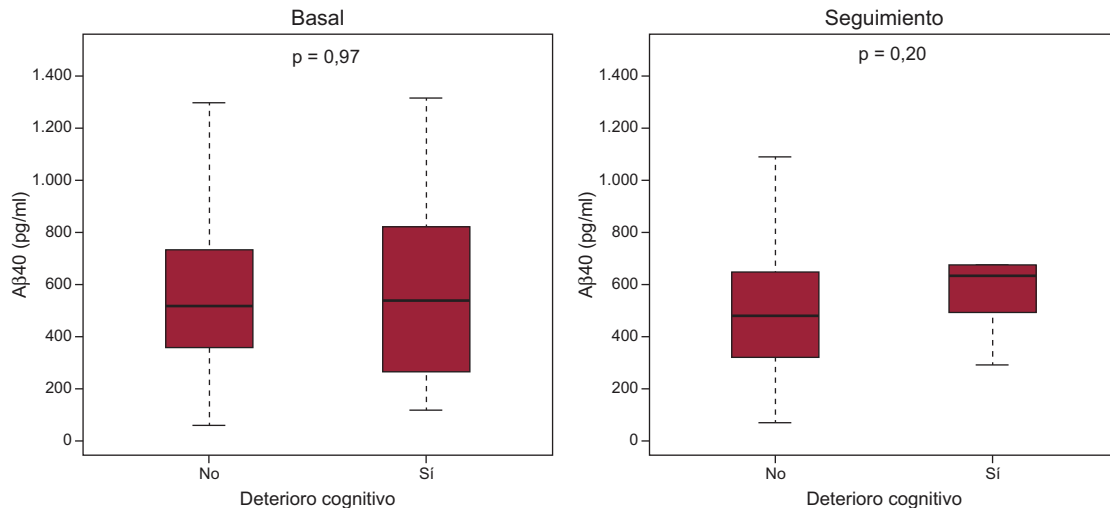 Basal
p = 0,97
Aβ40 (pg/ml)
1.400
1.200
1.000
800
600
400
200
0
No
Sí
Deterioro cognitivo
Seguimiento
p = 0,20
Aβ40 (pg/ml)
1.400
1.200
1.000
800
600
400
200
0
No
Sí
Deterioro cognitivo